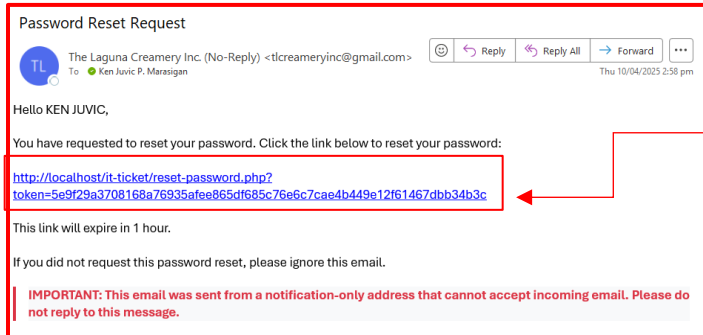 Password Reset Request
TL
The Laguna Creamery Inc. (No-Reply) <tlcreameryinc@gmail.com>
To Ken Juvic P. Marasigan
Reply
Reply All
Forward
Thu 10/04/2025 2:58 pm
Hello KEN JUVIC,
You have requested to reset your password. Click the link below to reset your password:
http://localhost/it-ticket/reset-password.php?
token=5e9f29a3708168a76935afee865df685c76e6c7cae4b449e12f61467dbb34b3c
This link will expire in 1 hour.
If you did not request this password reset, please ignore this email.
IMPORTANT: This email was sent from a notification-only address that cannot accept incoming email. Please do
not reply to this message.